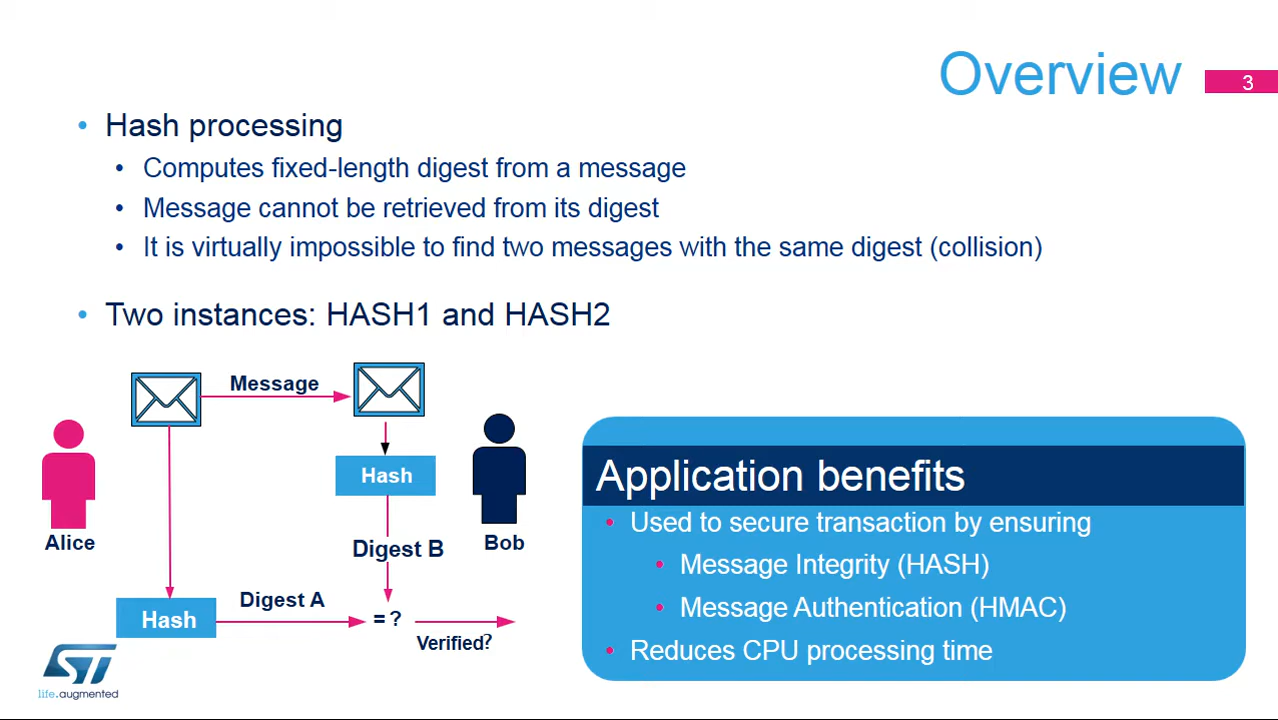 Overview
3
• Hash processing
• Computes fixed-length digest from a message
• Message cannot be retrieved from its digest
• It is virtually impossible to find two messages with the same digest (collision)
• Two instances: HASH1 and HASH2
Message
Hash
Alice
Digest B
Bob
Hash
Digest A
= ?
Verified?
Application benefits
• Used to secure transaction by ensuring
• Message Integrity (HASH)
• Message Authentication (HMAC)
• Reduces CPU processing time
ST
life.augmented